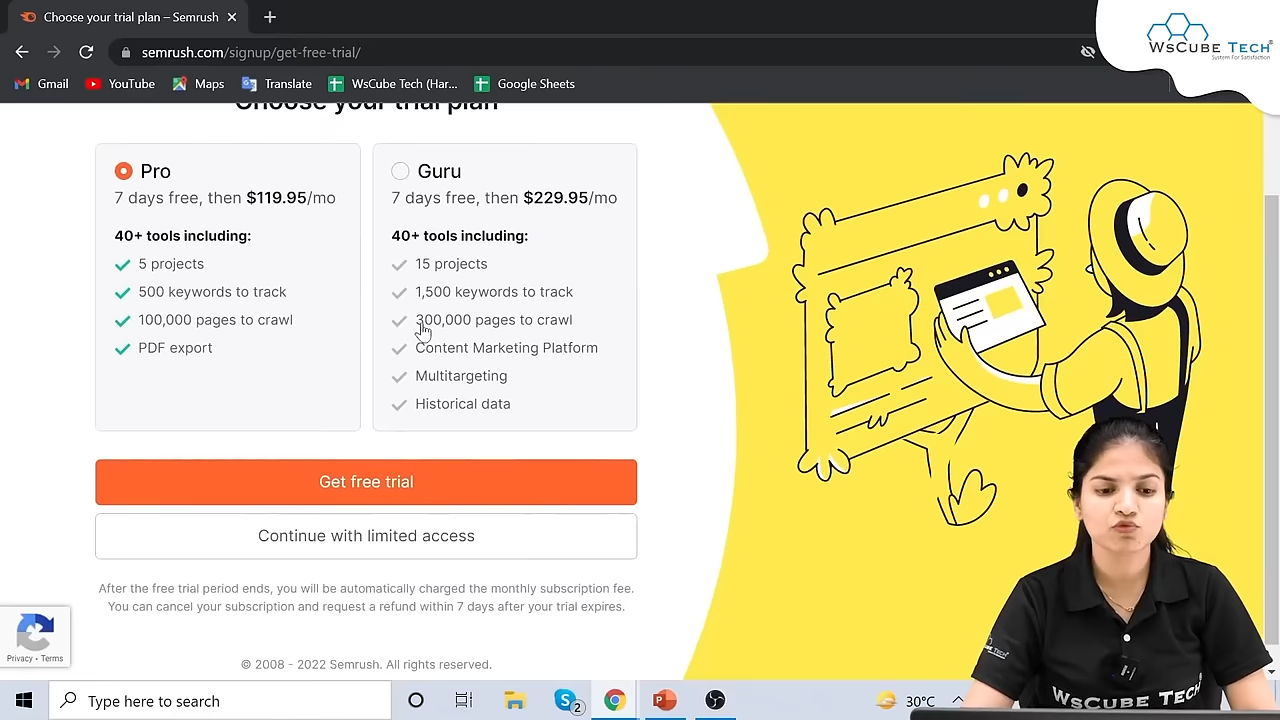 Choose your trial plan – Semrush
semrush.com/signup/get-free-trial/
Gmail
YouTube
Maps
Translate
WsCube Tech (Har...
Google Sheets
WsCube Tech
System For Satisfaction
Choose your trial plan
Pro
7 days free, then $119.95/mo
40+ tools including:
5 projects
500 keywords to track
100,000 pages to crawl
PDF export
Guru
7 days free, then $229.95/mo
40+ tools including:
15 projects
1,500 keywords to track
300,000 pages to crawl
Content Marketing Platform
Multitargeting
Historical data
Get free trial
Continue with limited access
After the free trial period ends, you will be automatically charged the monthly subscription fee.
You can cancel your subscription and request a refund within 7 days after your trial expires.
Privacy • Terms
© 2008 - 2022 Semrush. All rights reserved.
Type here to search
2
30°C
WsCube Tech